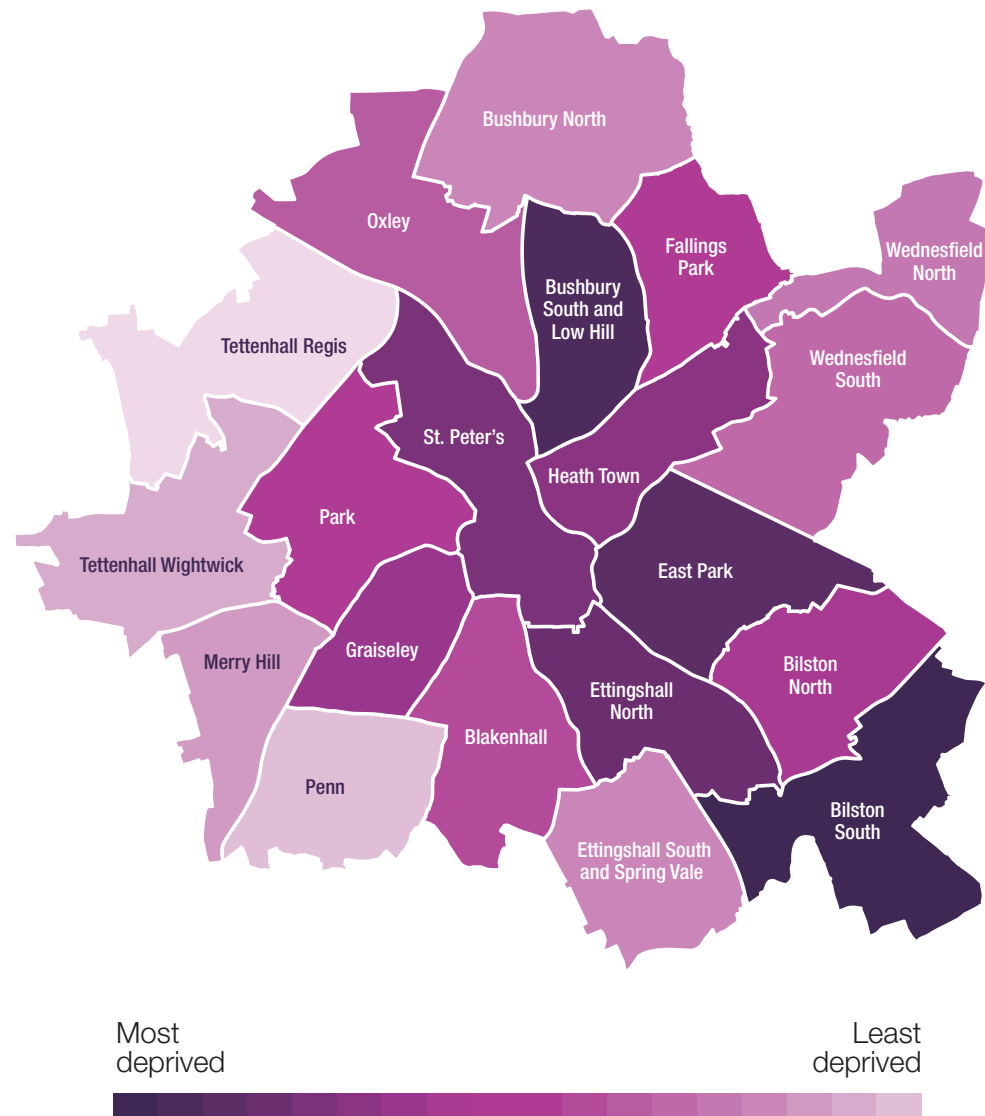 Bushbury North
Oxley
Fallings
Park
Wednesfield
North
Bushbury
South and
Low Hill
Tettenhall Regis
Wednesfield
South
St. Peter's
Heath Town
Park
Tettenhall Wightwick
East Park
Merry Hill
Graiseley
Bilston
North
Ettingshall
North
Blakenhall
Penn
Bilston
South
Ettingshall South
and Spring Vale
Most
deprived
Least
deprived